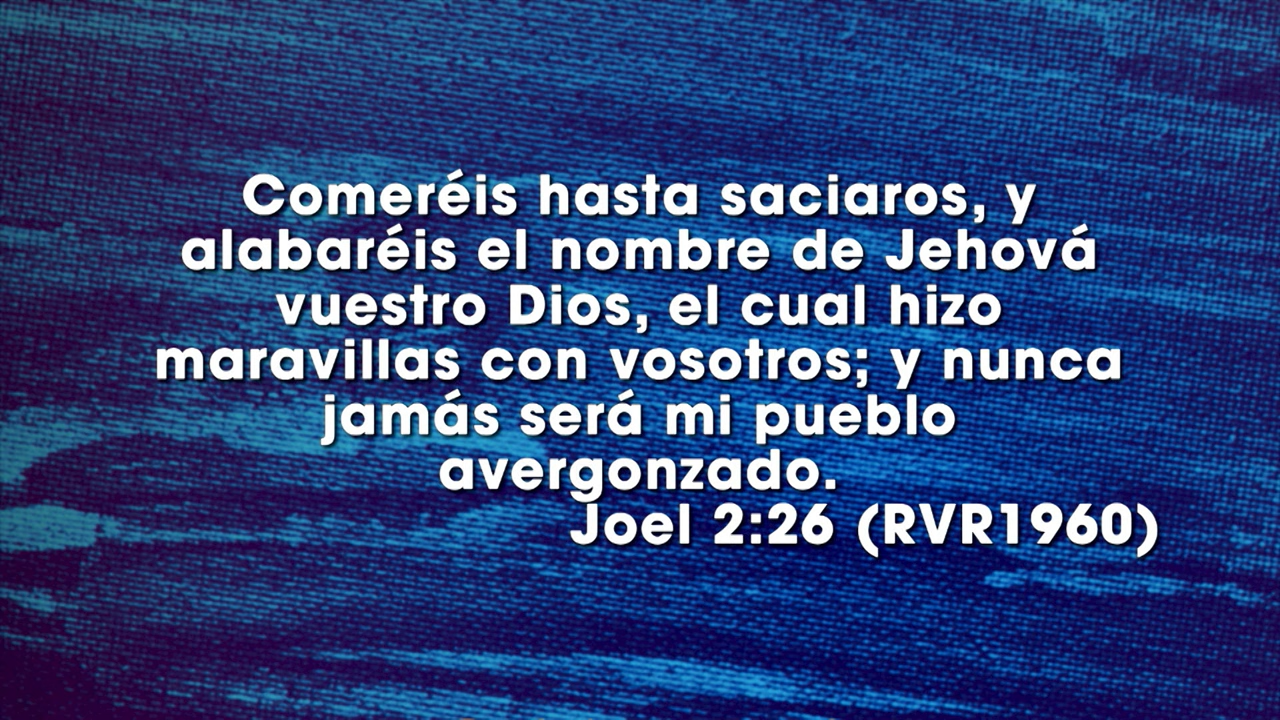 Comeréis hasta saciaros, y
alabaréis el nombre de Jehová
vuestro Dios, el cual hizo
maravillas con vosotros; y nunca
jamás será mi pueblo
avergonzado.
Joel 2:26 (RVR1960)